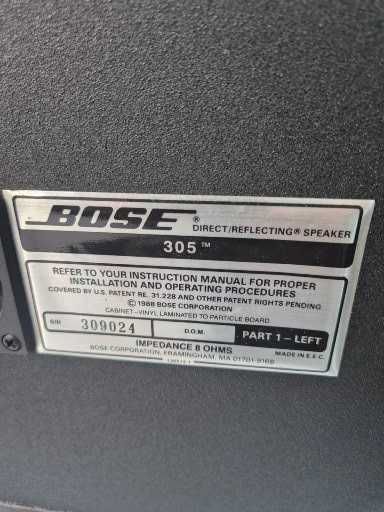 BOSE ® DIRECT/REFLECTING® SPEAKER
305™
REFER TO YOUR INSTRUCTION MANUAL FOR PROPER
INSTALLATION AND OPERATING PROCEDURES
COVERED BY U.S. PATENT RE. 31,228 AND OTHER PATENT RIGHTS PENDING
©1988 BOSE CORPORATION
CABINET-VINYL LAMINATED TO PARTICLE BOARD
S/N 309024 D.O.M. PART 1 – LEFT
IMPEDANCE 8 OHMS MADE IN E.E.C.
BOSE CORPORATION, FRAMINGHAM, MA 01701-9168